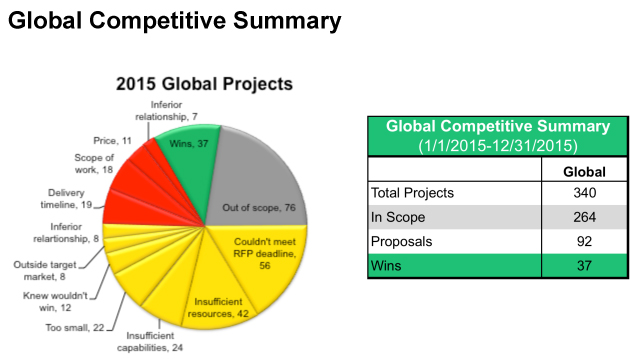 Global Competitive Summary
2015 Global Projects
Inferior
relationship, 7
Price, 11
Scope of
work, 18
Delivery
timeline, 19
Inferior
relartionship, 8
Outside target
market, 8
Knew wouldn't
win, 12
Too small, 22
Insufficient
capabilities, 24
Insufficient
resources, 42
Couldn't meet
RFP deadline,
56
Out of scope, 76
Wins, 37
Global Competitive Summary
(1/1/2015-12/31/2015)
Global
Total Projects 340
In Scope 264
Proposals 92
Wins 37